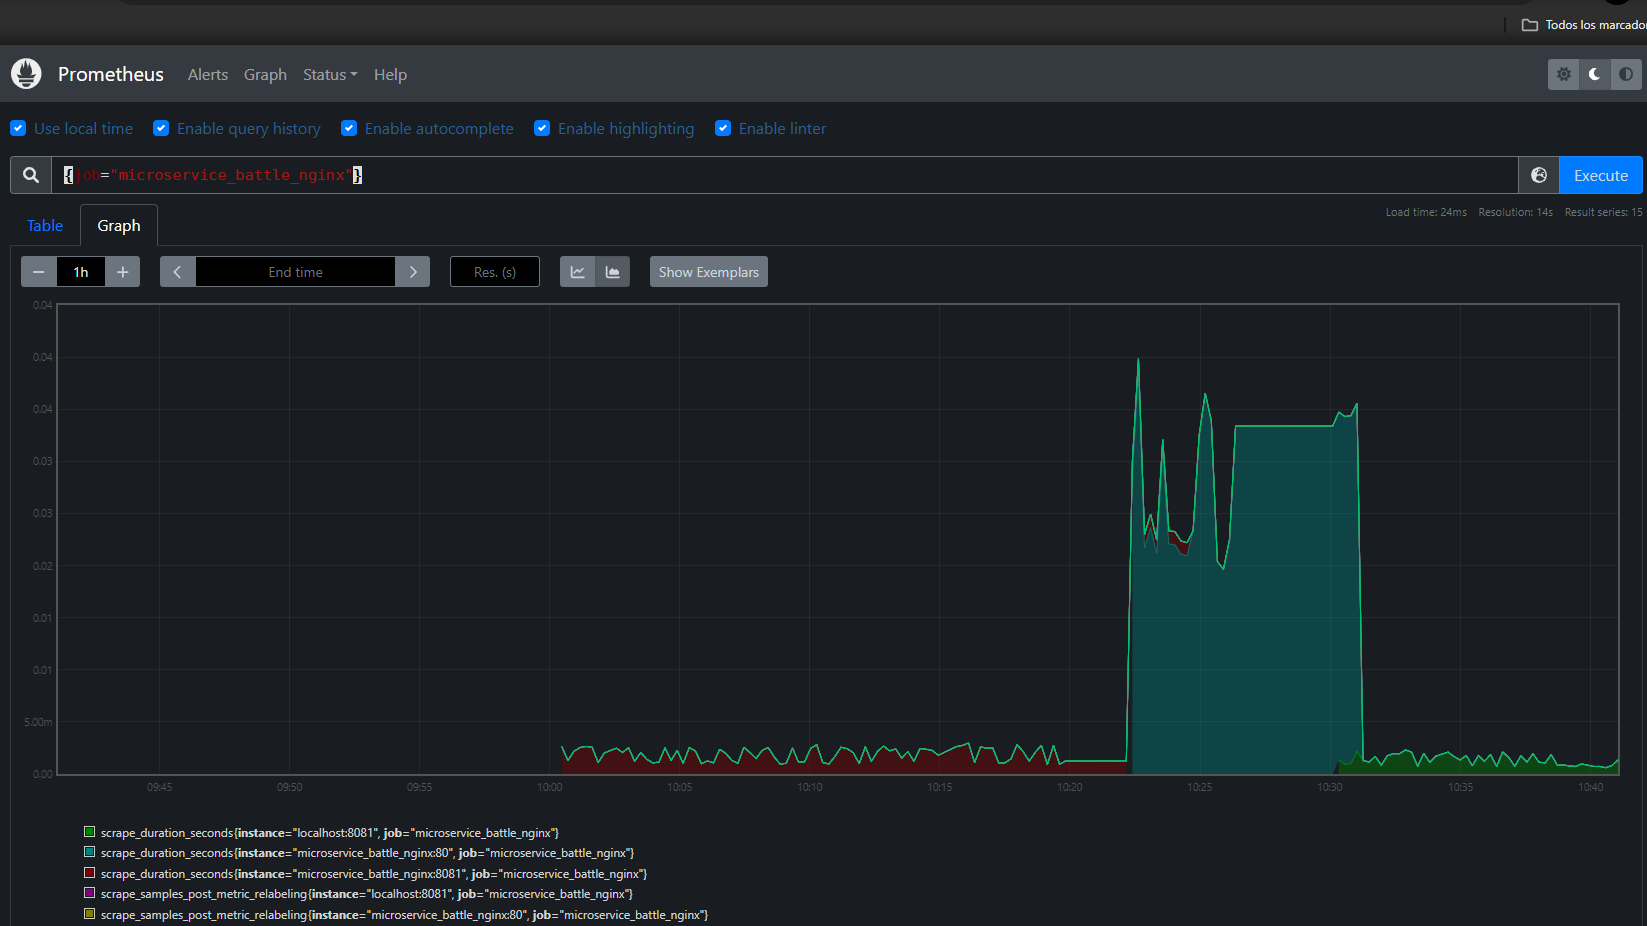 Todos los marcado
Prometheus Alerts Graph Status Help
Use local time Enable query history Enable autocomplete Enable highlighting Enable linter
{job="microservice_battle_nginx"} Execute
Load time: 24ms Resolution: 14s Result series: 15
Table Graph
− 1h + End time Res. (s) Show Exemplars
0.04
0.04
0.04
0.03
0.03
0.02
0.01
0.01
5.00m
0.00
09:45 09:50 09:55 10:00 10:05 10:10 10:15 10:20 10:25 10:30 10:35 10:40
scrape_duration_seconds{instance="localhost:8081", job="microservice_battle_nginx"}
scrape_duration_seconds{instance="microservice_battle_nginx:80", job="microservice_battle_nginx"}
scrape_duration_seconds{instance="microservice_battle_nginx:8081", job="microservice_battle_nginx"}
scrape_samples_post_metric_relabeling{instance="localhost:8081", job="microservice_battle_nginx"}
scrape_samples_post_metric_relabeling{instance="microservice_battle_nginx:80", job="microservice_battle_nginx"}